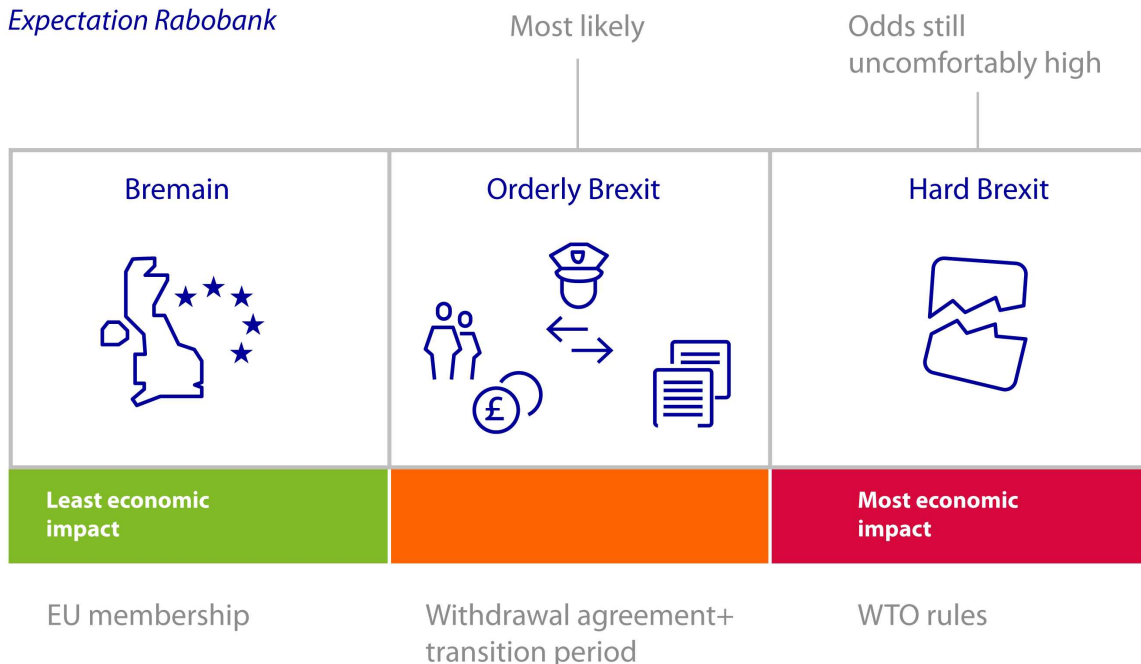 Expectation Rabobank
Most likely
Odds still
uncomfortably high
Bremain
Orderly Brexit
Hard Brexit
£
Least economic
impact
Most economic
impact
EU membership
Withdrawal agreement+
transition period
WTO rules